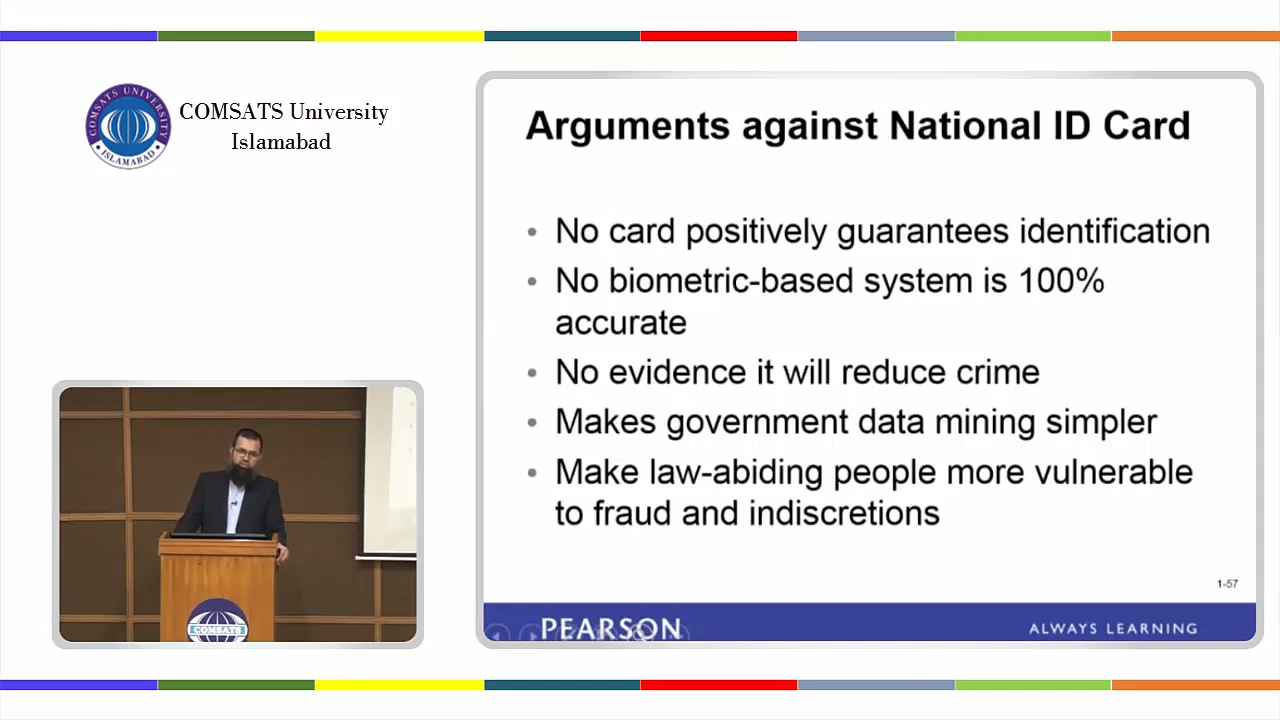 COMSATS University
Islamabad
COMSATS UNIVERSITY
• ISLAMABAD •
Arguments against National ID Card
• No card positively guarantees identification
• No biometric-based system is 100%
accurate
• No evidence it will reduce crime
• Makes government data mining simpler
• Make law-abiding people more vulnerable
to fraud and indiscretions
1-57
PEARSON
ALWAYS LEARNING
COMSATS